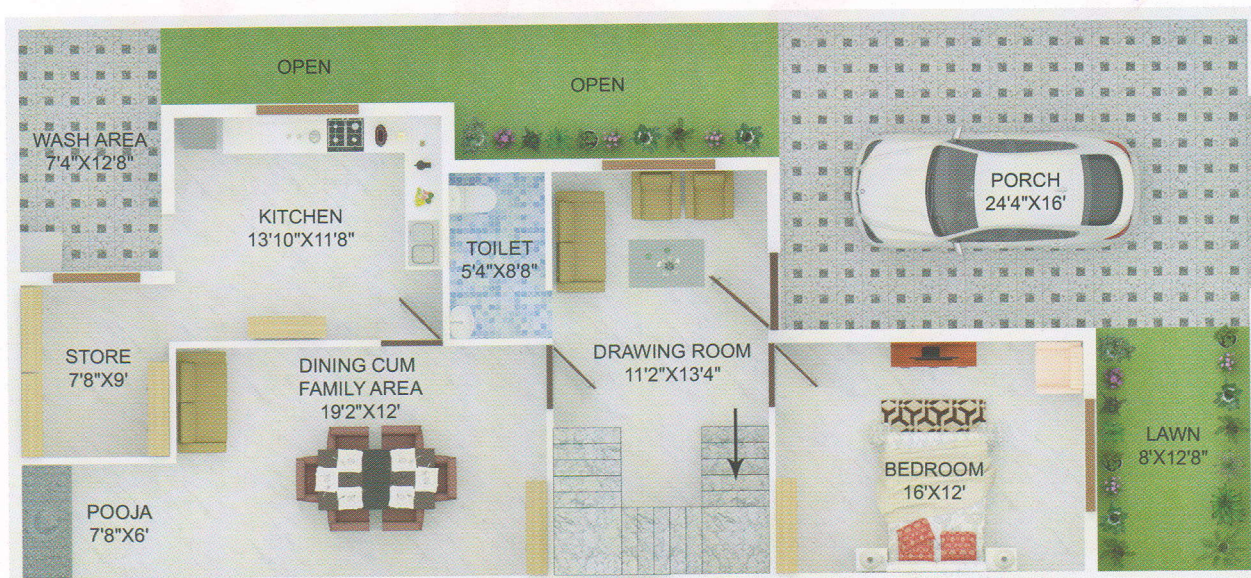 OPEN
OPEN
WASH AREA
7'4"X12'8"
KITCHEN
13'10"X11'8"
TOILET
5'4"X8'8"
PORCH
24'4"X16'
STORE
7'8"X9'
DINING CUM
FAMILY AREA
19'2"X12'
DRAWING ROOM
11'2"X13'4"
BEDROOM
16'X12'
LAWN
8'X12'8"
POOJA
7'8"X6'